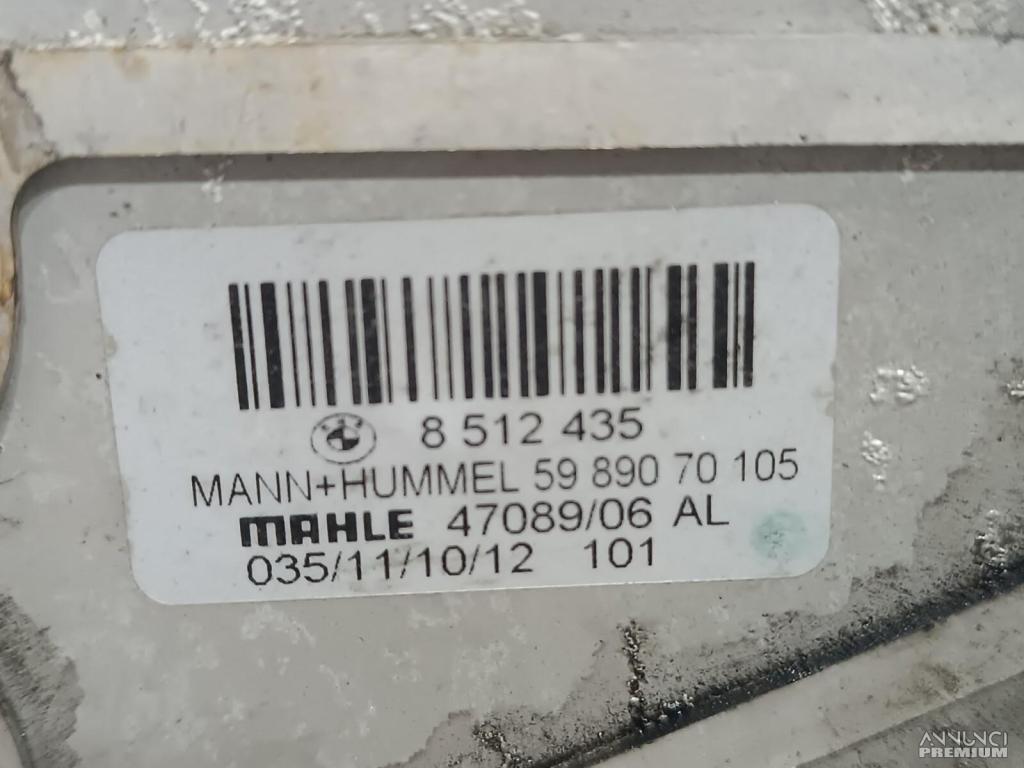 8 512 435
MANN+HUMMEL 59 890 70 105
MAHLE 47089/06 AL
035/11/10/12 101
ANNUNCI
PREMIUM